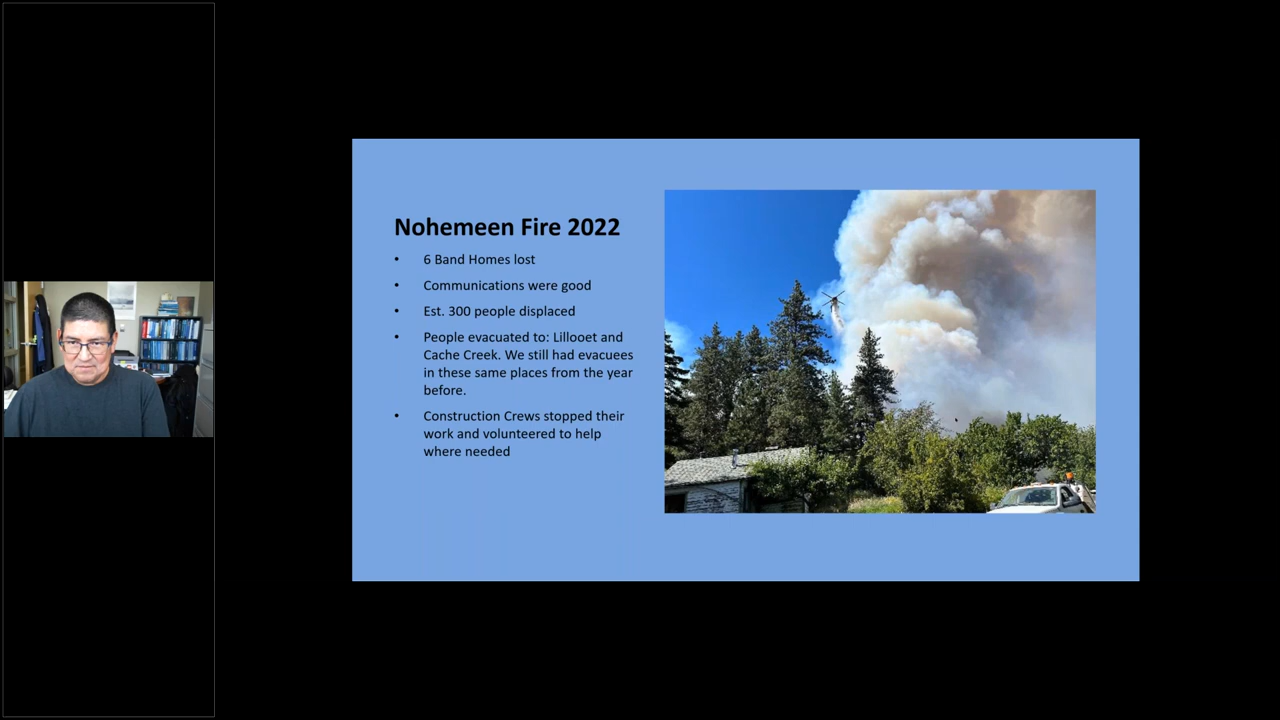 Nohemeen Fire 2022
• 6 Band Homes lost
• Communications were good
• Est. 300 people displaced
• People evacuated to: Lillooet and
Cache Creek. We still had evacuees
in these same places from the year
before.
• Construction Crews stopped their
work and volunteered to help
where needed